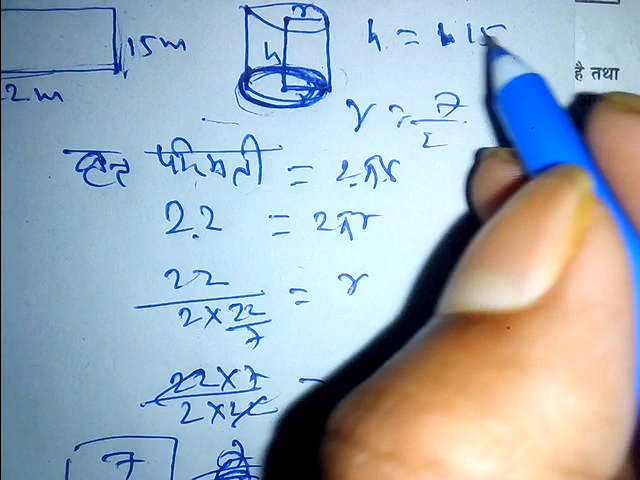 15m
2m
r
h
h = 15
r = 7/2
है तथा
वृत्त परिमिती = 2πr
22 = 2πr
22/(2×22/7) = r
22×7/2×22 =
7